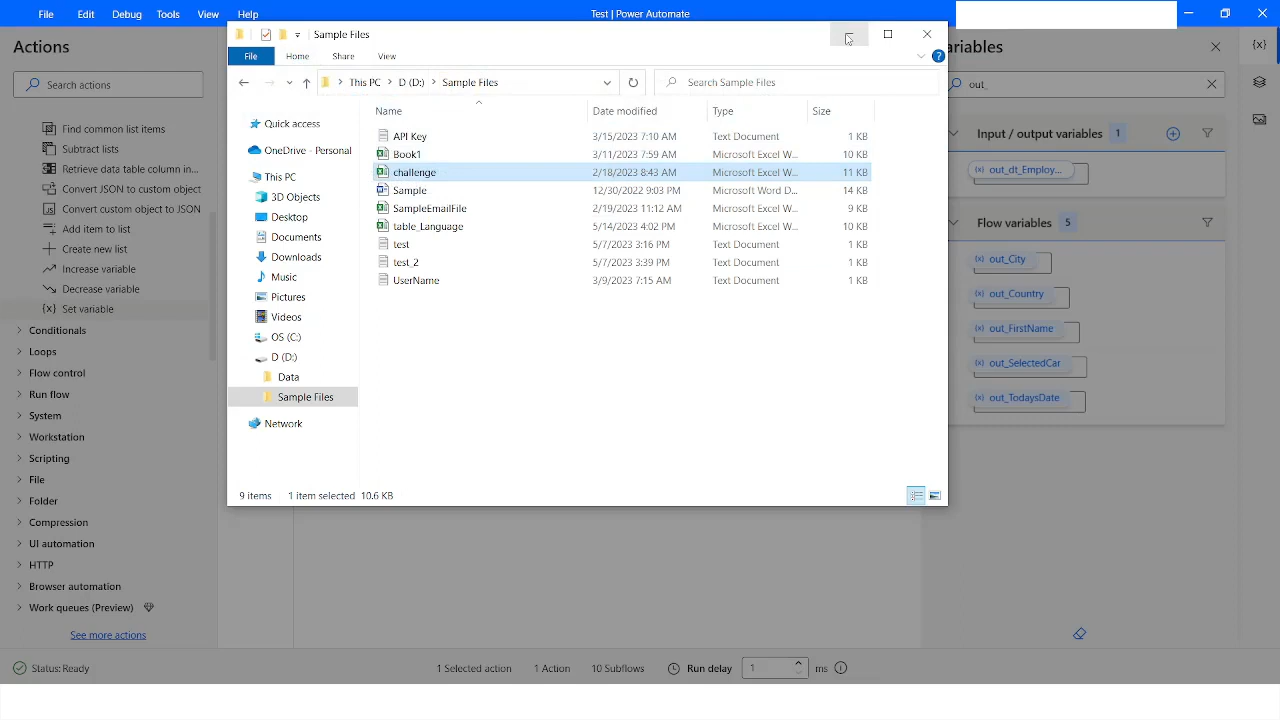 File Edit Debug Tools View Help
Test | Power Automate
Actions
Search actions
Find common list items
Subtract lists
Retrieve data table column in...
Convert JSON to custom object
Convert custom object to JSON
Add item to list
Create new list
Increase variable
Decrease variable
{x} Set variable
Conditionals
Loops
Flow control
Run flow
System
Workstation
Scripting
File
Folder
Compression
UI automation
HTTP
Browser automation
Work queues (Preview)
See more actions
Sample Files
File Home Share View
This PC D (D:) Sample Files
Search Sample Files
Quick access
OneDrive - Personal
This PC
3D Objects
Desktop
Documents
Downloads
Music
Pictures
Videos
OS (C:)
D (D:)
Data
Sample Files
Network
Name Date modified Type Size
API Key 3/15/2023 7:10 AM Text Document 1 KB
Book1 3/11/2023 7:59 AM Microsoft Excel W... 10 KB
challenge 2/18/2023 8:43 AM Microsoft Excel W... 11 KB
Sample 12/30/2022 9:03 PM Microsoft Word D... 14 KB
SampleEmailFile 2/19/2023 11:12 AM Microsoft Excel W... 9 KB
table_Language 5/14/2023 4:02 PM Microsoft Excel W... 10 KB
test 5/7/2023 3:16 PM Text Document 1 KB
test_2 5/7/2023 3:39 PM Text Document 1 KB
UserName 3/9/2023 7:15 AM Text Document 1 KB
9 items 1 item selected 10.6 KB
ariables
{x}
out_
Input / output variables 1
{x} out_dt_Employ...
Flow variables 5
{x} out_City
{x} out_Country
{x} out_FirstName
{x} out_SelectedCar
{x} out_TodaysDate
Status: Ready 1 Selected action 1 Action 10 Subflows Run delay 1 ms